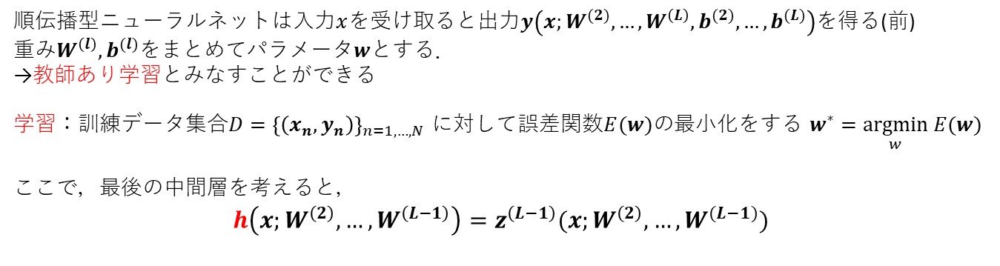 順伝播型ニューラルネットは入力xを受け取ると出力y(x; W^(2), …, W^(L), b^(2), …, b^(L))を得る(前)
重みW^(l), b^(l)をまとめてパラメータwとする.
→教師あり学習とみなすことができる
学習：訓練データ集合D = {(x_n, y_n)}_{n=1,…,N} に対して誤差関数E(w)の最小化をする w^* = argmin_w E(w)
ここで，最後の中間層を考えると，
h(x; W^(2), …, W^(L−1)) = z^(L−1)(x; W^(2), …, W^(L−1))